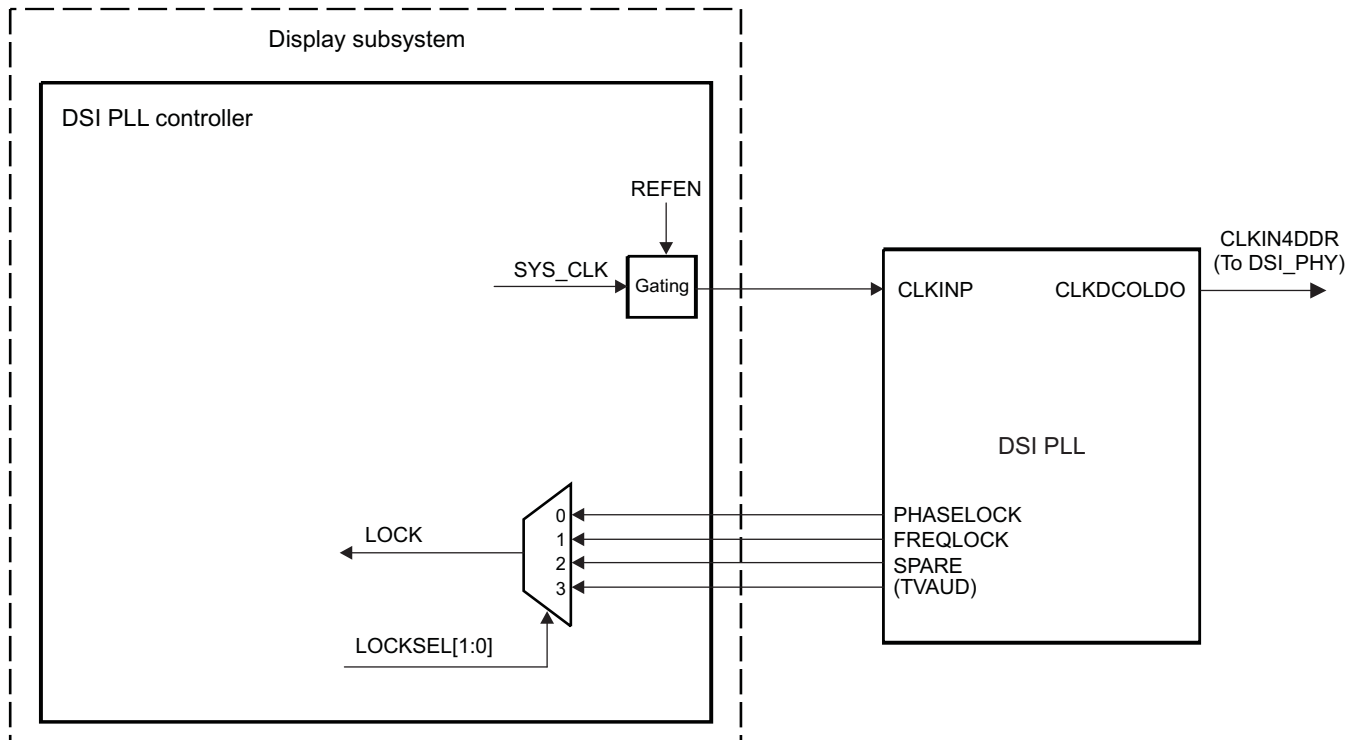 Display subsystem
DSI PLL controller
REFEN
SYS_CLK
Gating
CLKINP
CLKDCOLDO
CLKIN4DDR
(To DSI_PHY)
DSI PLL
LOCK
0
1
2
3
PHASELOCK
FREQLOCK
SPARE
(TVAUD)
LOCKSEL[1:0]